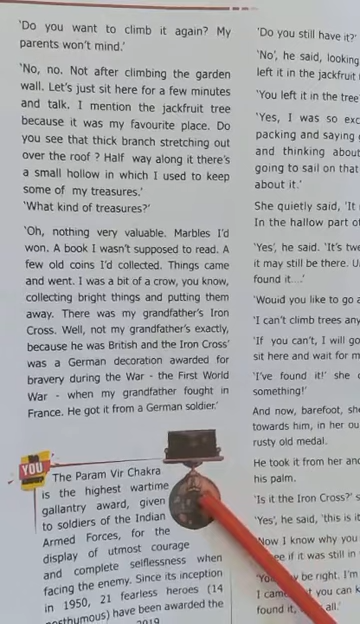 'Do you want to climb it again? My
parents won't mind.'
'No, no. Not after climbing the garden
wall. Let's just sit here for a few minutes
and talk. I mention the jackfruit tree
because it was my favourite place. Do
you see that thick branch stretching out
over the roof ? Half way along it there's
a small hollow in which I used to keep
some of my treasures.'
'What kind of treasures?'
'Oh, nothing very valuable. Marbles I'd
won. A book I wasn't supposed to read. A
few old coins I'd collected. Things came
and went. I was a bit of a crow, you know,
collecting bright things and putting them
away. There was my grandfather's Iron
Cross. Well, not my grandfather's exactly,
because he was British and the Iron Cross'
was a German decoration awarded for
bravery during the War - the First World
War - when my grandfather fought in
France. He got it from a German soldier.'
YOU
The Param Vir Chakra
is the highest wartime
gallantry award, given
to soldiers of the Indian
Armed Forces, for the
display of utmost courage
and complete selflessness when
facing the enemy. Since its inception
in 1950, 21 fearless heroes (14
posthumous) have been awarded the
2019
'Do you still have it?'
'No', he said, looking
left it in the jackfruit
'You left it in the tree
'Yes, I was so exc
packing and saying
and thinking about
going to sail on that
about it.'
She quietly said, 'It
In the hallow part of
'Yes', he said. 'It's tw
it may still be there. U
found it....'
'Would you like to go a
'I can't climb trees any
'If you can't, I will go
sit here and wait for m
'I've found it!' she
something!'
And now, barefoot, sh
towards him, in her ou
rusty old medal.
He took it from her and
his palm.
'Is it the Iron Cross?' s
'Yes', he said, 'this is it
'Now I know why you
see if it was still in
be right. I'm
I came you can k
found it, all.'